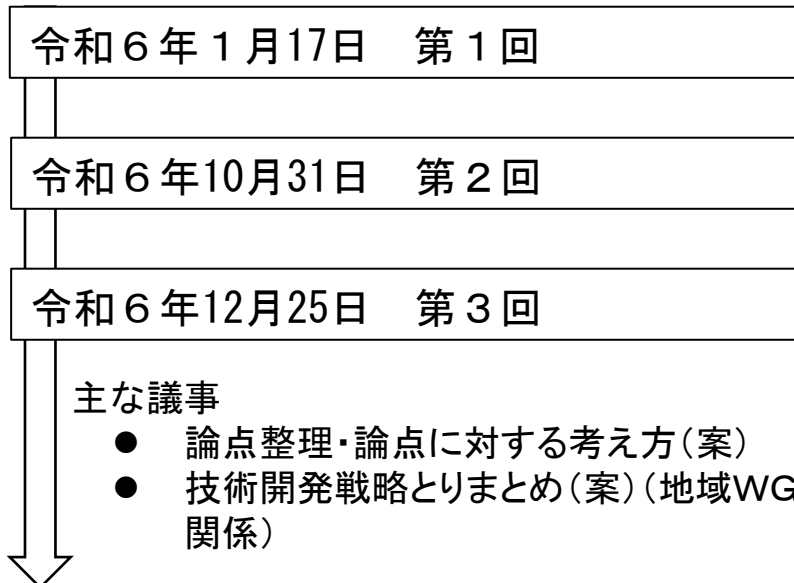 令和６年１月17日　第１回
令和６年10月31日　第２回
令和６年12月25日　第３回
主な議事
● 論点整理・論点に対する考え方（案）
● 技術開発戦略とりまとめ（案）（地域WG
関係）